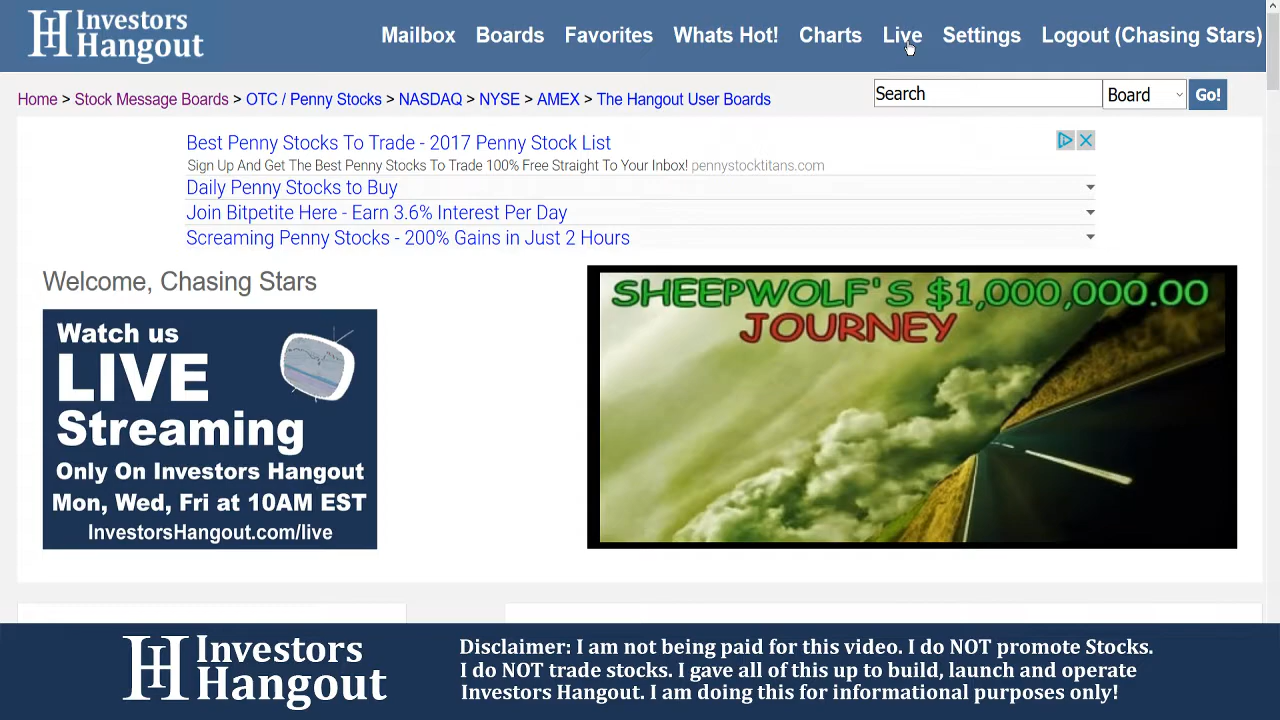 Investors
Hangout
Mailbox Boards Favorites Whats Hot! Charts Live Settings Logout (Chasing Stars)
Home > Stock Message Boards > OTC / Penny Stocks > NASDAQ > NYSE > AMEX > The Hangout User Boards
Search Board Go!
Best Penny Stocks To Trade - 2017 Penny Stock List
Sign Up And Get The Best Penny Stocks To Trade 100% Free Straight To Your Inbox! pennystocktitans.com
Daily Penny Stocks to Buy
Join Bitpetite Here - Earn 3.6% Interest Per Day
Screaming Penny Stocks - 200% Gains in Just 2 Hours
Welcome, Chasing Stars
Watch us
LIVE
Streaming
Only On Investors Hangout
Mon, Wed, Fri at 10AM EST
InvestorsHangout.com/live
SHEEPWOLF'S $1,000,000.00
JOURNEY
Investors
Hangout
Disclaimer: I am not being paid for this video. I do NOT promote Stocks.
I do NOT trade stocks. I gave all of this up to build, launch and operate
Investors Hangout. I am doing this for informational purposes only!